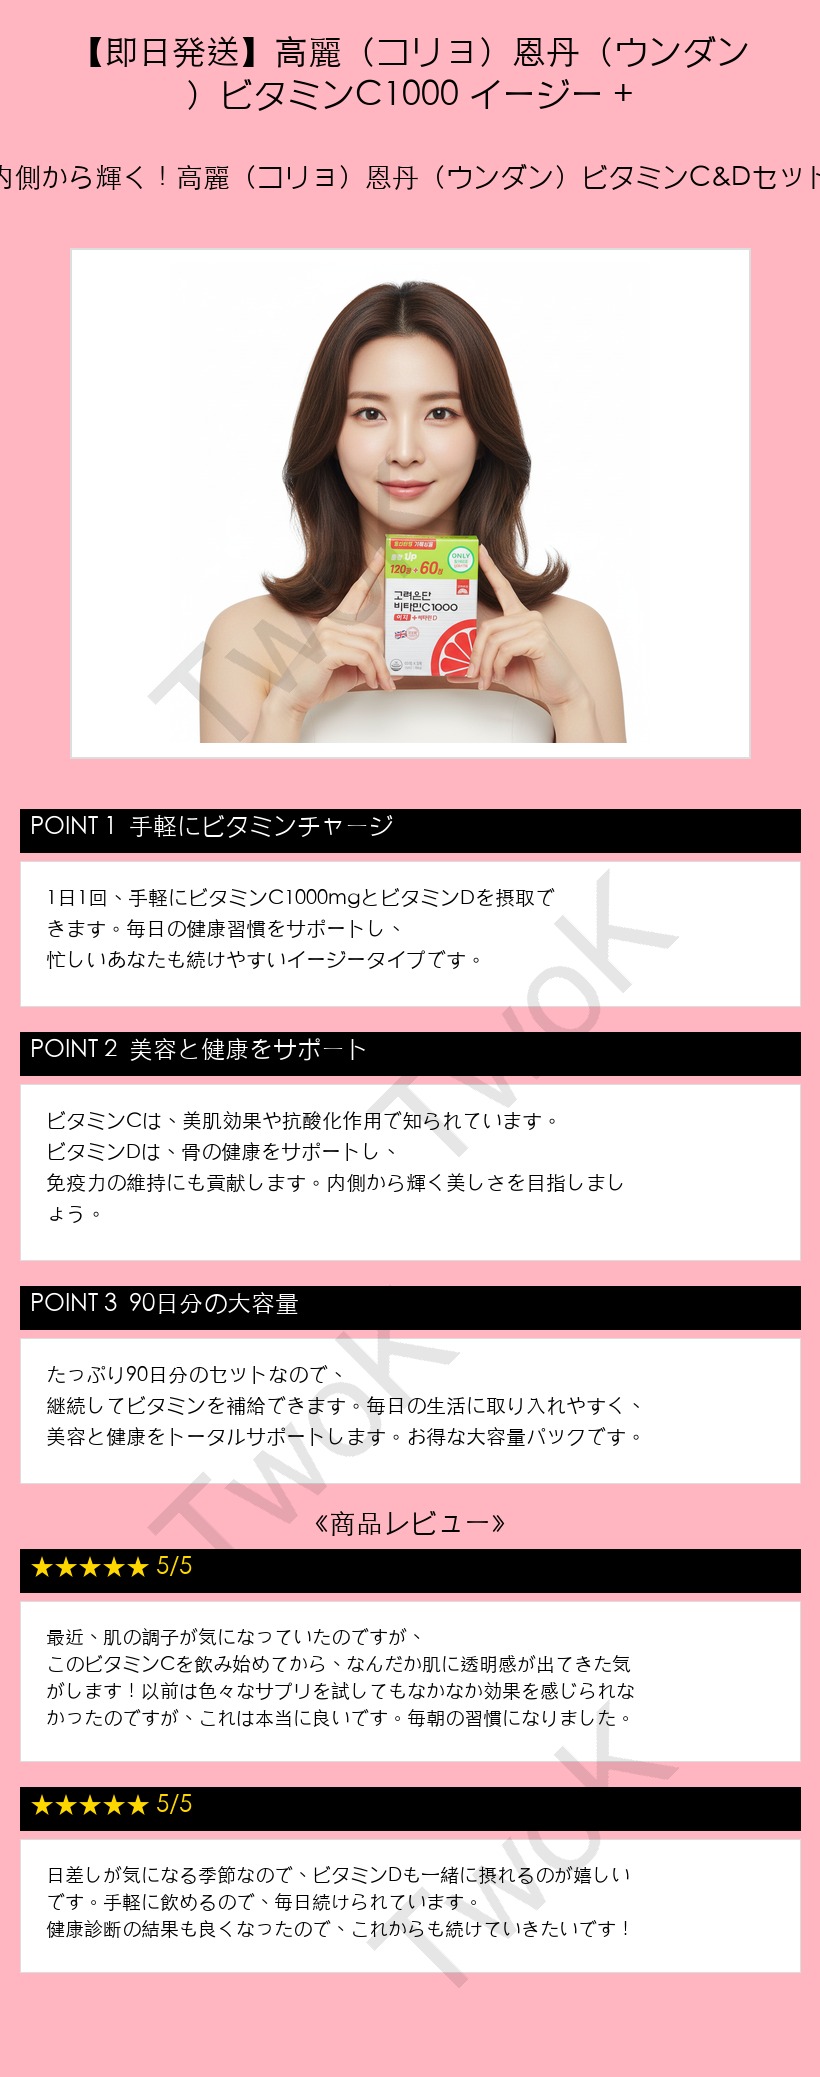 【即日発送】高麗（コリョ）恩丹（ウンダン
）ビタミンC1000 イージー +
内側から輝く！高麗（コリョ）恩丹（ウンダン）ビタミンC&Dセット
UP
120정 + 60정
ONLY
고려은단
비타민C1000
이지 +비타민D
POINT 1 手軽にビタミンチャージ
1日1回、手軽にビタミンC1000mgとビタミンDを摂取で
きます。毎日の健康習慣をサポートし、
忙しいあなたも続けやすいイージータイプです。
POINT 2 美容と健康をサポート
ビタミンCは、美肌効果や抗酸化作用で知られています。
ビタミンDは、骨の健康をサポートし、
免疫力の維持にも貢献します。内側から輝く美しさを目指しまし
ょう。
POINT 3 90日分の大容量
たっぷり90日分のセットなので、
継続してビタミンを補給できます。毎日の生活に取り入れやすく、
美容と健康をトータルサポートします。お得な大容量パックです。
《商品レビュー》
★★★★★ 5/5
最近、肌の調子が気になっていたのですが、
このビタミンCを飲み始めてから、なんだか肌に透明感が出てきた気
がします！以前は色々なサプリを試してもなかなか効果を感じられな
かったのですが、これは本当に良いです。毎朝の習慣になりました。
★★★★★ 5/5
日差しが気になる季節なので、ビタミンDも一緒に摂れるのが嬉しい
です。手軽に飲めるので、毎日続けられています。
健康診断の結果も良くなったので、これからも続けていきたいです！
TwoK
TwoK
TwoK
TwoK